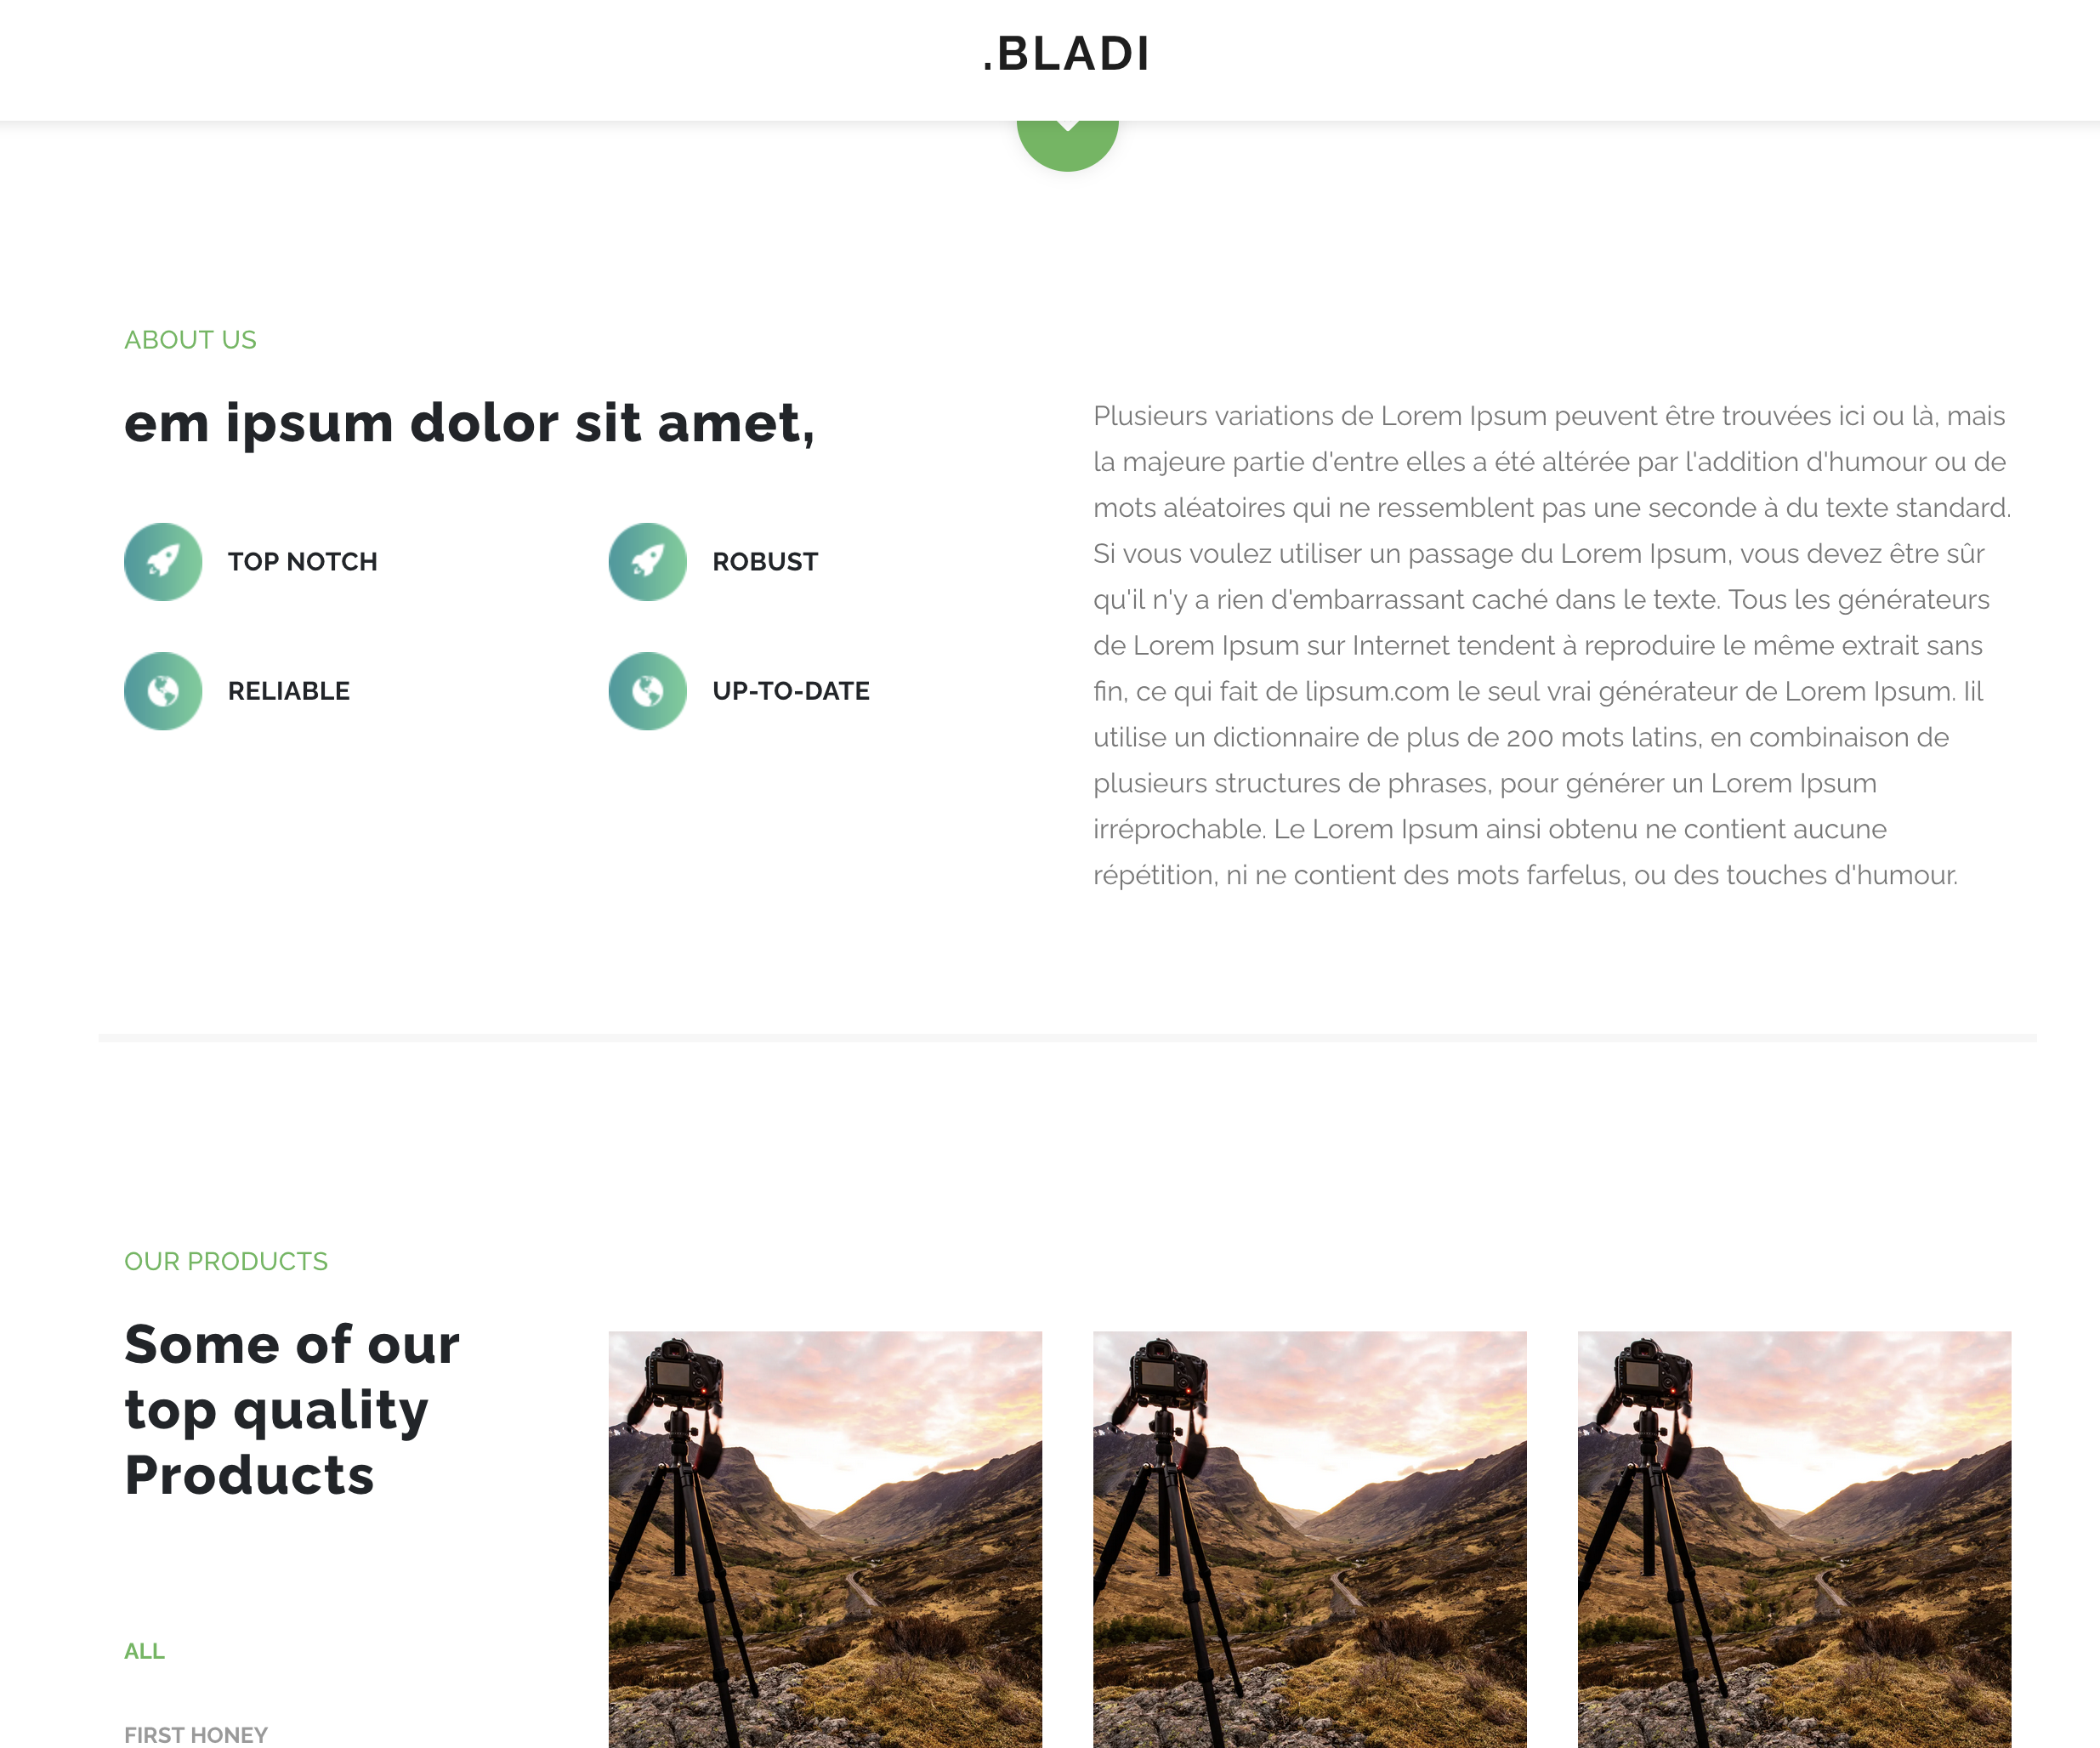 .BLADI
ABOUT US
em ipsum dolor sit amet,
TOP NOTCH
ROBUST
RELIABLE
UP-TO-DATE
Plusieurs variations de Lorem Ipsum peuvent être trouvées ici ou là, mais
la majeure partie d'entre elles a été altérée par l'addition d'humour ou de
mots aléatoires qui ne ressemblent pas une seconde à du texte standard.
Si vous voulez utiliser un passage du Lorem Ipsum, vous devez être sûr
qu'il n'y a rien d'embarrassant caché dans le texte. Tous les générateurs
de Lorem Ipsum sur Internet tendent à reproduire le même extrait sans
fin, ce qui fait de lipsum.com le seul vrai générateur de Lorem Ipsum. Iil
utilise un dictionnaire de plus de 200 mots latins, en combinaison de
plusieurs structures de phrases, pour générer un Lorem Ipsum
irréprochable. Le Lorem Ipsum ainsi obtenu ne contient aucune
répétition, ni ne contient des mots farfelus, ou des touches d'humour.
OUR PRODUCTS
Some of our
top quality
Products
ALL
FIRST HONEY